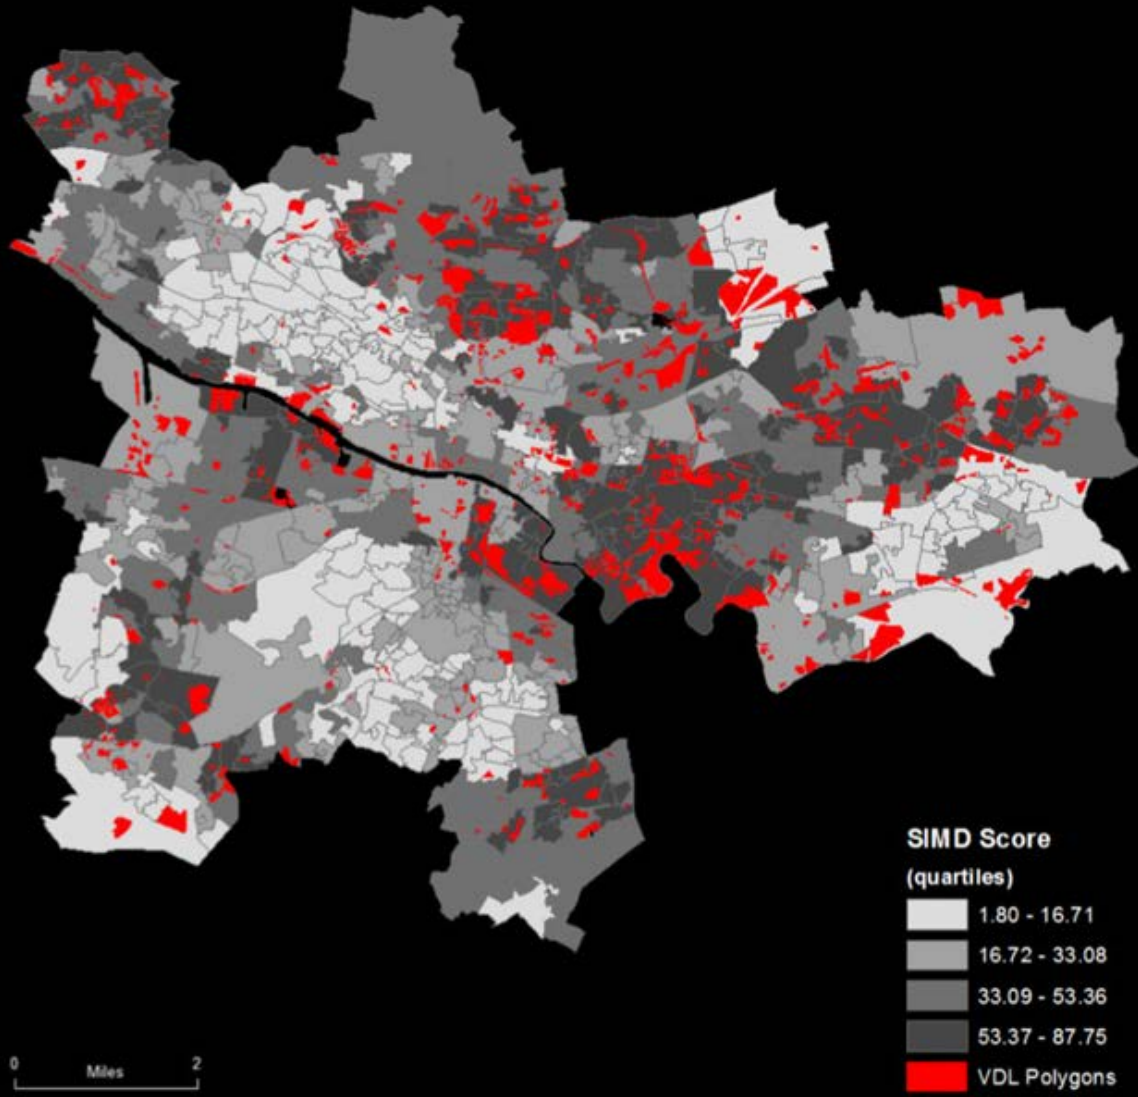 SIMD Score
(quartiles)
1.80 - 16.71
16.72 - 33.08
33.09 - 53.36
53.37 - 87.75
VDL Polygons
0 Miles 2